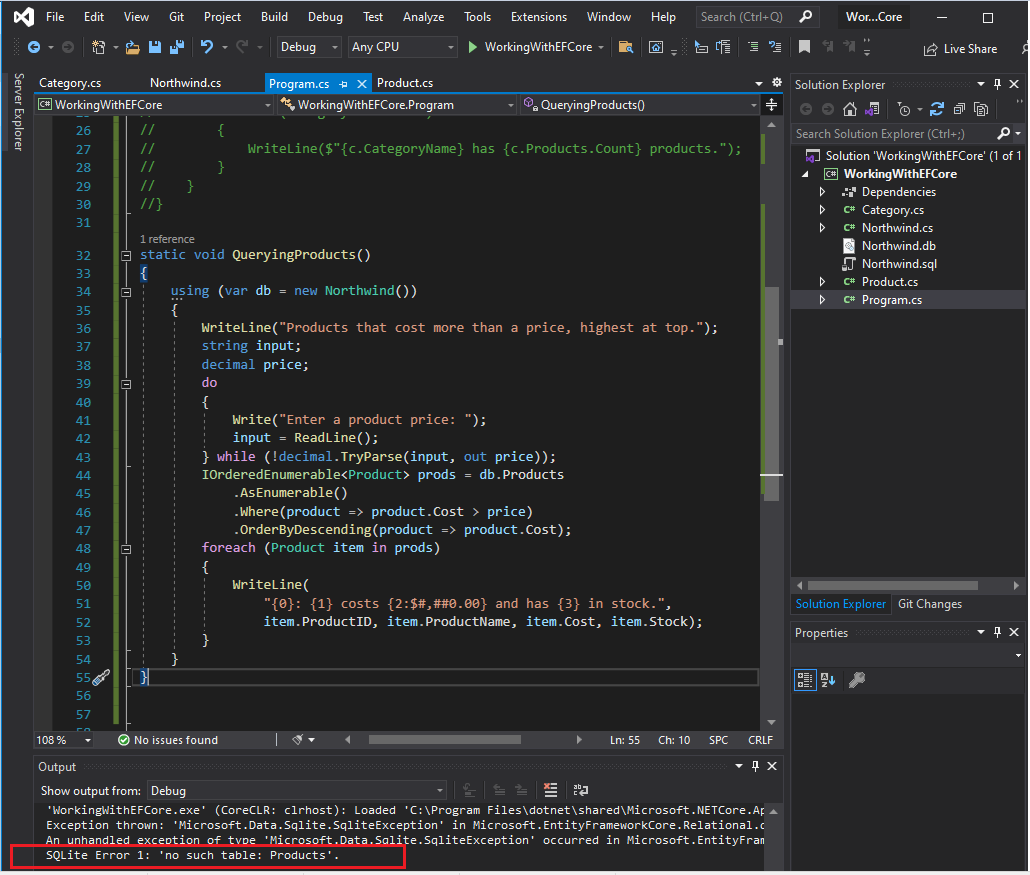 File Edit View Git Project Build Debug Test Analyze Tools Extensions Window Help Search (Ctrl+Q) Wor...Core
Debug Any CPU WorkingWithEFCore Live Share
Server Explorer
Category.cs Northwind.cs Program.cs Product.cs
WorkingWithEFCore WorkingWithEFCore.Program QueryingProducts()
26 // {
27 // WriteLine($"{c.CategoryName} has {c.Products.Count} products.");
28 // }
29 // }
30 //}
31
1 reference
32 static void QueryingProducts()
33 {
34 using (var db = new Northwind())
35 {
36 WriteLine("Products that cost more than a price, highest at top.");
37 string input;
38 decimal price;
39 do
40 {
41 Write("Enter a product price: ");
42 input = ReadLine();
43 } while (!decimal.TryParse(input, out price));
44 IOrderedEnumerable<Product> prods = db.Products
45 .AsEnumerable()
46 .Where(product => product.Cost > price)
47 .OrderByDescending(product => product.Cost);
48 foreach (Product item in prods)
49 {
50 WriteLine(
51 "{0}: {1} costs {2:$#,##0.00} and has {3} in stock.",
52 item.ProductID, item.ProductName, item.Cost, item.Stock);
53 }
54 }
55 }
56
57
108 % No issues found Ln: 55 Ch: 10 SPC CRLF
Output
Show output from: Debug
'WorkingWithEFCore.exe' (CoreCLR: clrhost): Loaded 'C:\Program Files\dotnet\shared\Microsoft.NETCore.Ap
Exception thrown: 'Microsoft.Data.Sqlite.SqliteException' in Microsoft.EntityFrameworkCore.Relational.d
An unhandled exception of type 'Microsoft.Data.Sqlite.SqliteException' occurred in Microsoft.EntityFram
SQLite Error 1: 'no such table: Products'.
Solution Explorer
Search Solution Explorer (Ctrl+;)
Solution 'WorkingWithEFCore' (1 of 1
C# WorkingWithEFCore
Dependencies
C# Category.cs
C# Northwind.cs
Northwind.db
Northwind.sql
C# Product.cs
C# Program.cs
Solution Explorer Git Changes
Properties